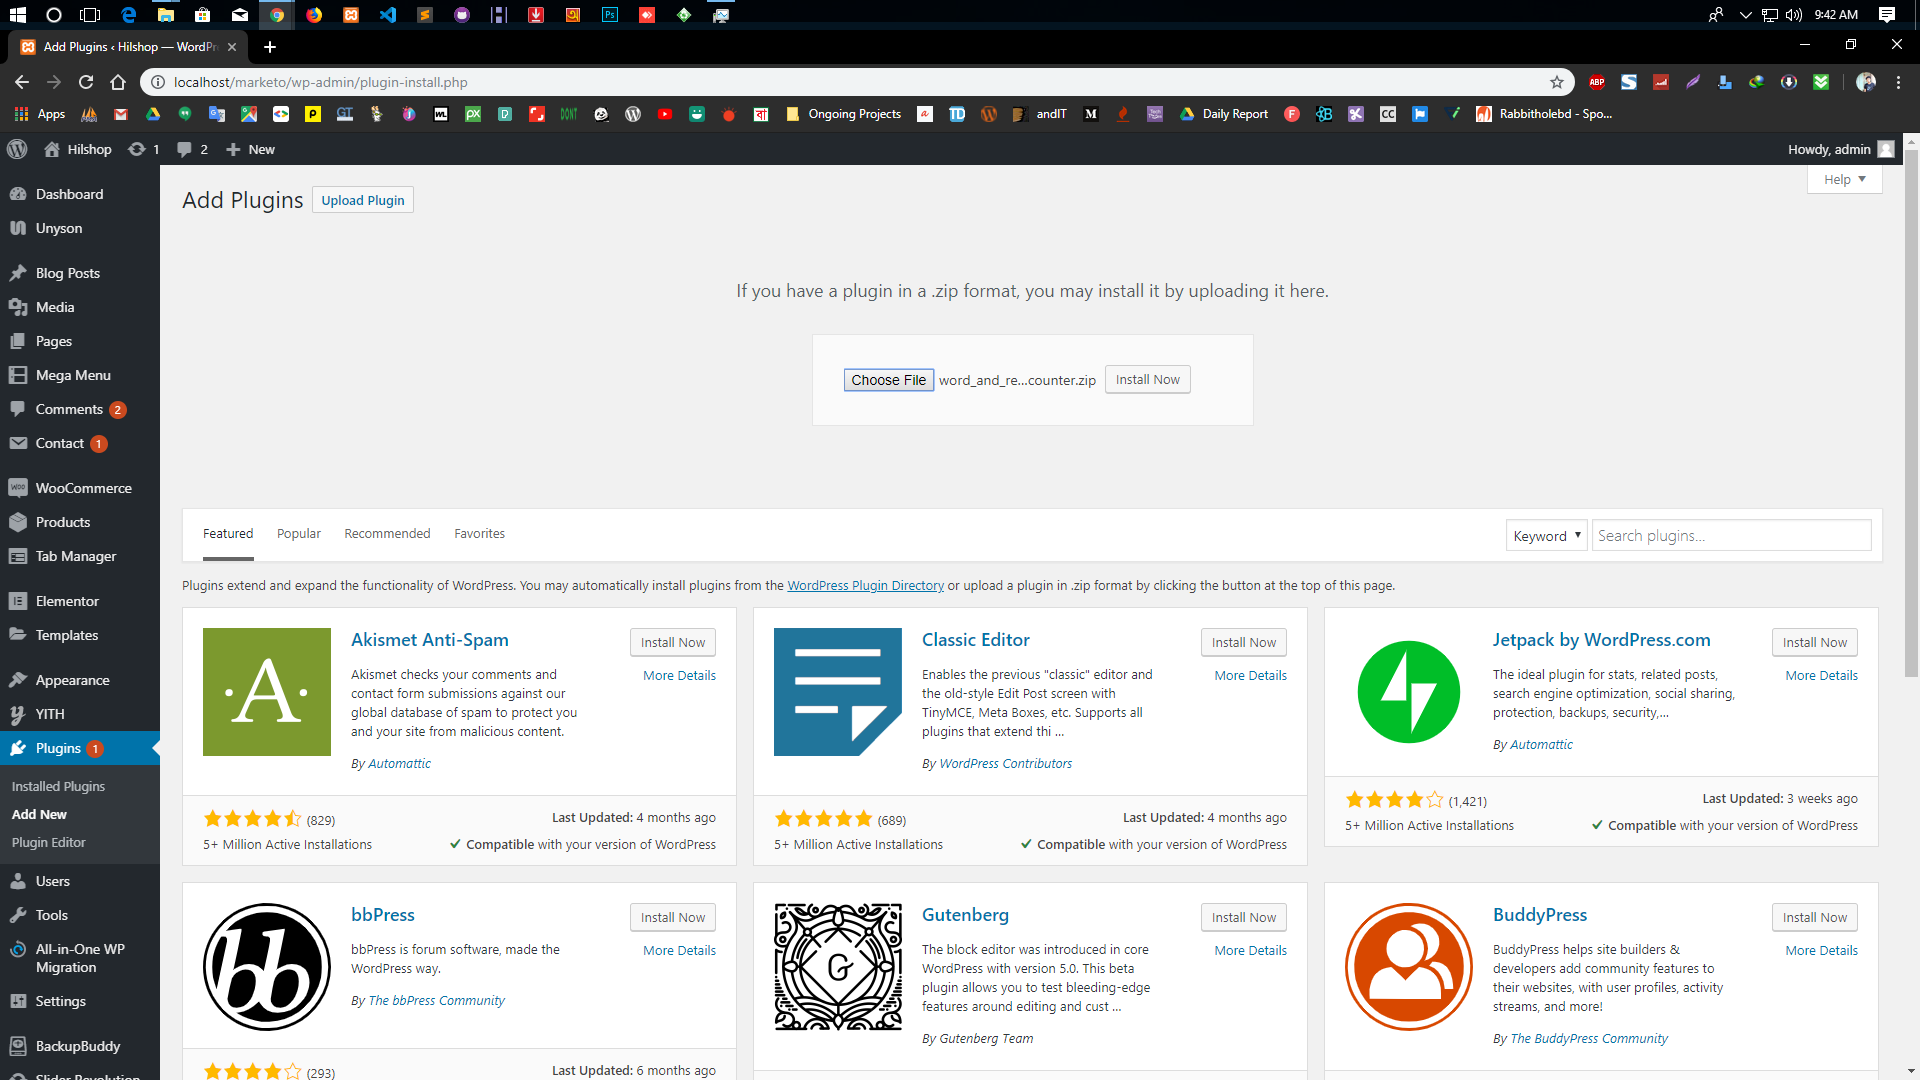 9:42 AM
Add Plugins ‹ Hilshop — WordPr
localhost/marketo/wp-admin/plugin-install.php
ABP
Apps
GT
WL
PX
DONT
Ongoing Projects
TD
andIT
M
Daily Report
F
CC
Rabbitholebd - Spo...
Hilshop
1
2
New
Howdy, admin
Help
Dashboard
Unyson
Blog Posts
Media
Pages
Mega Menu
Comments 2
Contact 1
WooCommerce
Products
Tab Manager
Elementor
Templates
Appearance
YITH
Plugins 1
Installed Plugins
Add New
Plugin Editor
Users
Tools
All-in-One WP
Migration
Settings
BackupBuddy
Slider Revolution
Add Plugins
Upload Plugin
If you have a plugin in a .zip format, you may install it by uploading it here.
Choose File word_and_re...counter.zip Install Now
Featured Popular Recommended Favorites
Keyword Search plugins...
Plugins extend and expand the functionality of WordPress. You may automatically install plugins from the WordPress Plugin Directory or upload a plugin in .zip format by clicking the button at the top of this page.
·A·
Akismet Anti-Spam
Install Now
More Details
Akismet checks your comments and
contact form submissions against our
global database of spam to protect you
and your site from malicious content.
By Automattic
(829)
Last Updated: 4 months ago
5+ Million Active Installations
Compatible with your version of WordPress
Classic Editor
Install Now
More Details
Enables the previous "classic" editor and
the old-style Edit Post screen with
TinyMCE, Meta Boxes, etc. Supports all
plugins that extend thi ...
By WordPress Contributors
(689)
Last Updated: 4 months ago
5+ Million Active Installations
Compatible with your version of WordPress
Jetpack by WordPress.com
Install Now
More Details
The ideal plugin for stats, related posts,
search engine optimization, social sharing,
protection, backups, security,...
By Automattic
(1,421)
Last Updated: 3 weeks ago
5+ Million Active Installations
Compatible with your version of WordPress
bb
bbPress
Install Now
More Details
bbPress is forum software, made the
WordPress way.
By The bbPress Community
(293)
Last Updated: 6 months ago
G
Gutenberg
Install Now
More Details
The block editor was introduced in core
WordPress with version 5.0. This beta
plugin allows you to test bleeding-edge
features around editing and cust ...
By Gutenberg Team
BuddyPress
Install Now
More Details
BuddyPress helps site builders &
developers add community features to
their websites, with user profiles, activity
streams, and more!
By The BuddyPress Community